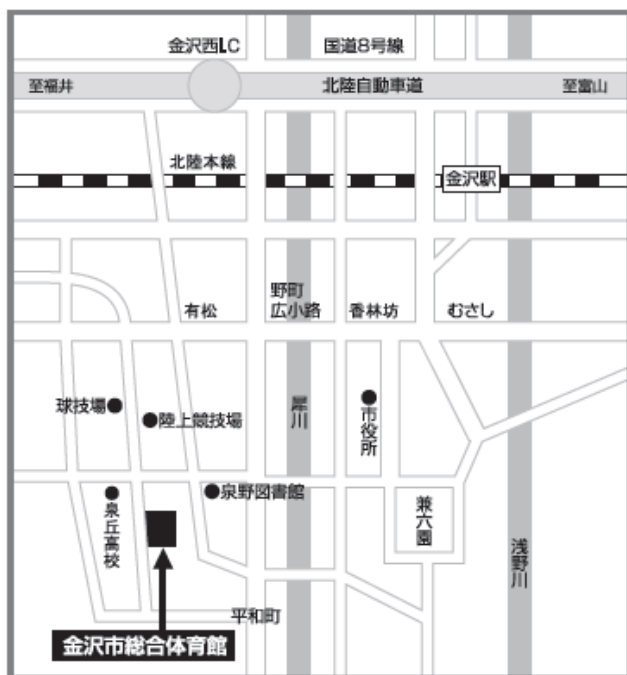 金沢西LC
国道8号線
至福井
北陸自動車道
至富山
北陸本線
金沢駅
有松
野町
広小路
香林坊
むさし
球技場
陸上競技場
犀川
市役所
泉丘高校
泉野図書館
兼六園
浅野川
平和町
金沢市総合体育館